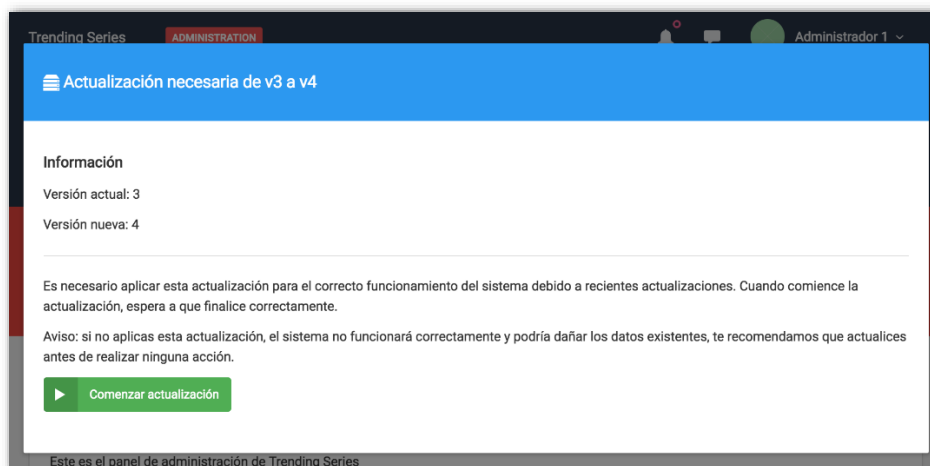 Trending Series
ADMINISTRATION
Administrador 1
Actualización necesaria de v3 a v4
Información
Versión actual: 3
Versión nueva: 4
Es necesario aplicar esta actualización para el correcto funcionamiento del sistema debido a recientes actualizaciones. Cuando comience la
actualización, espera a que finalice correctamente.
Aviso: si no aplicas esta actualización, el sistema no funcionará correctamente y podría dañar los datos existentes, te recomendamos que actualices
antes de realizar ninguna acción.
Comenzar actualización
Este es el panel de administración de Trending Series